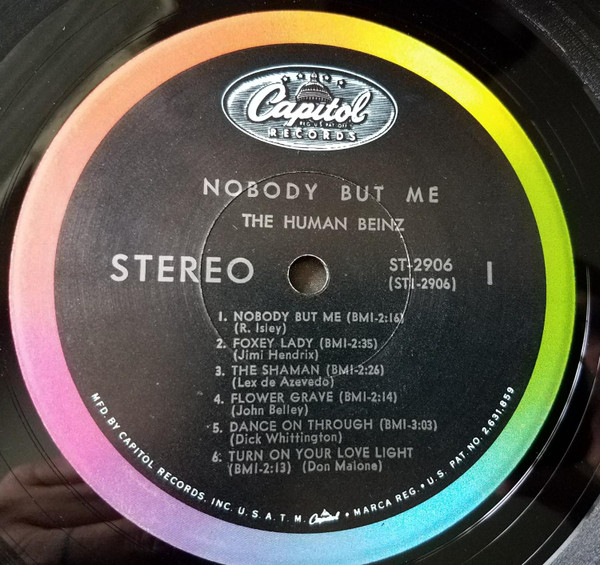 Capitol
REG. U.S. PAT. OFF.
RECORDS
NOBODY BUT ME
THE HUMAN BEINZ
STEREO
ST-2906
(ST1-2906)
1
1. NOBODY BUT ME (BMI-2:16)
(R. Isley)
2. FOXEY LADY (BMI-2:35)
(Jimi Hendrix)
3. THE SHAMAN (BMI-2:26)
(Lex de Azevedo)
4. FLOWER GRAVE (BMI-2:14)
(John Belley)
5. DANCE ON THROUGH (BMI-3:03)
(Dick Whittington)
6. TURN ON YOUR LOVE LIGHT
(BMI-2:13) (Don Malone)
MFD. BY CAPITOL RECORDS, INC. U.S.A. T.M. Capitol • MARCA REG. • U.S. PAT. NO. 2,631,859